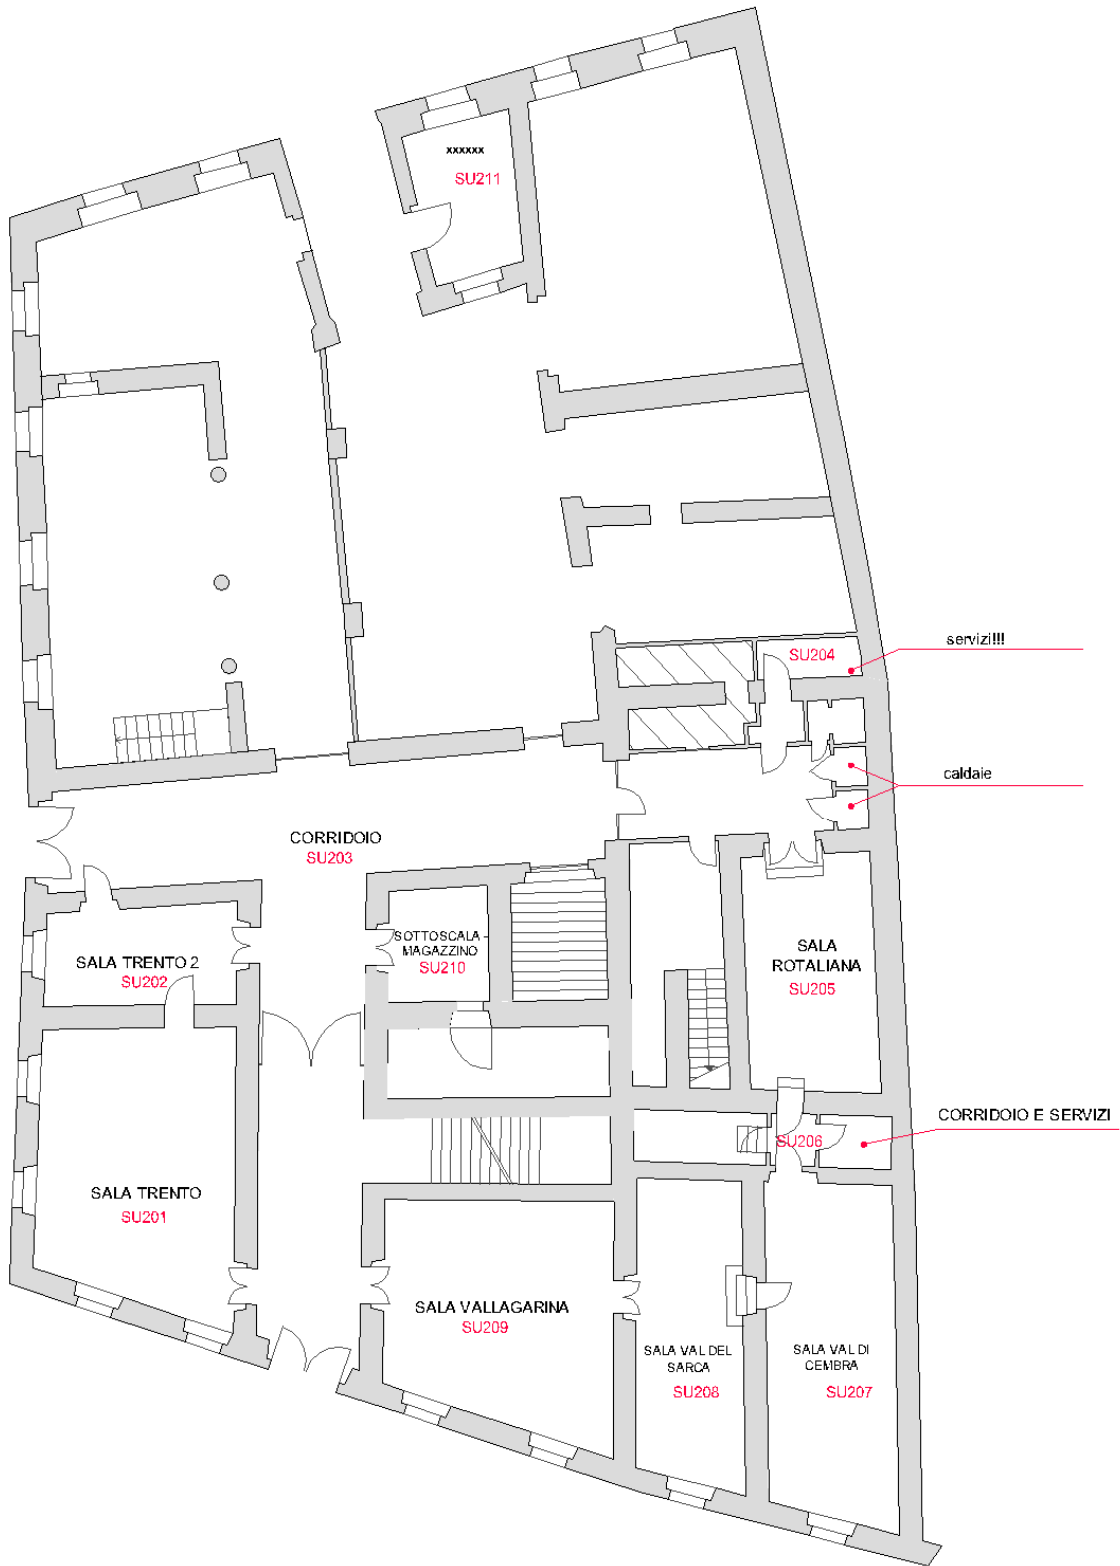 xxxxxx
SU211
servizi!!!
SU204
caldaie
CORRIDOIO
SU203
SOTTOSCALA -
MAGAZZINO
SU210
SALA TRENTO 2
SU202
SALA
ROTALIANA
SU205
CORRIDOIO E SERVIZI
SU206
SALA TRENTO
SU201
SALA VALLAGARINA
SU209
SALA VAL DEL
SARCA
SU208
SALA VAL DI
CEMBRA
SU207